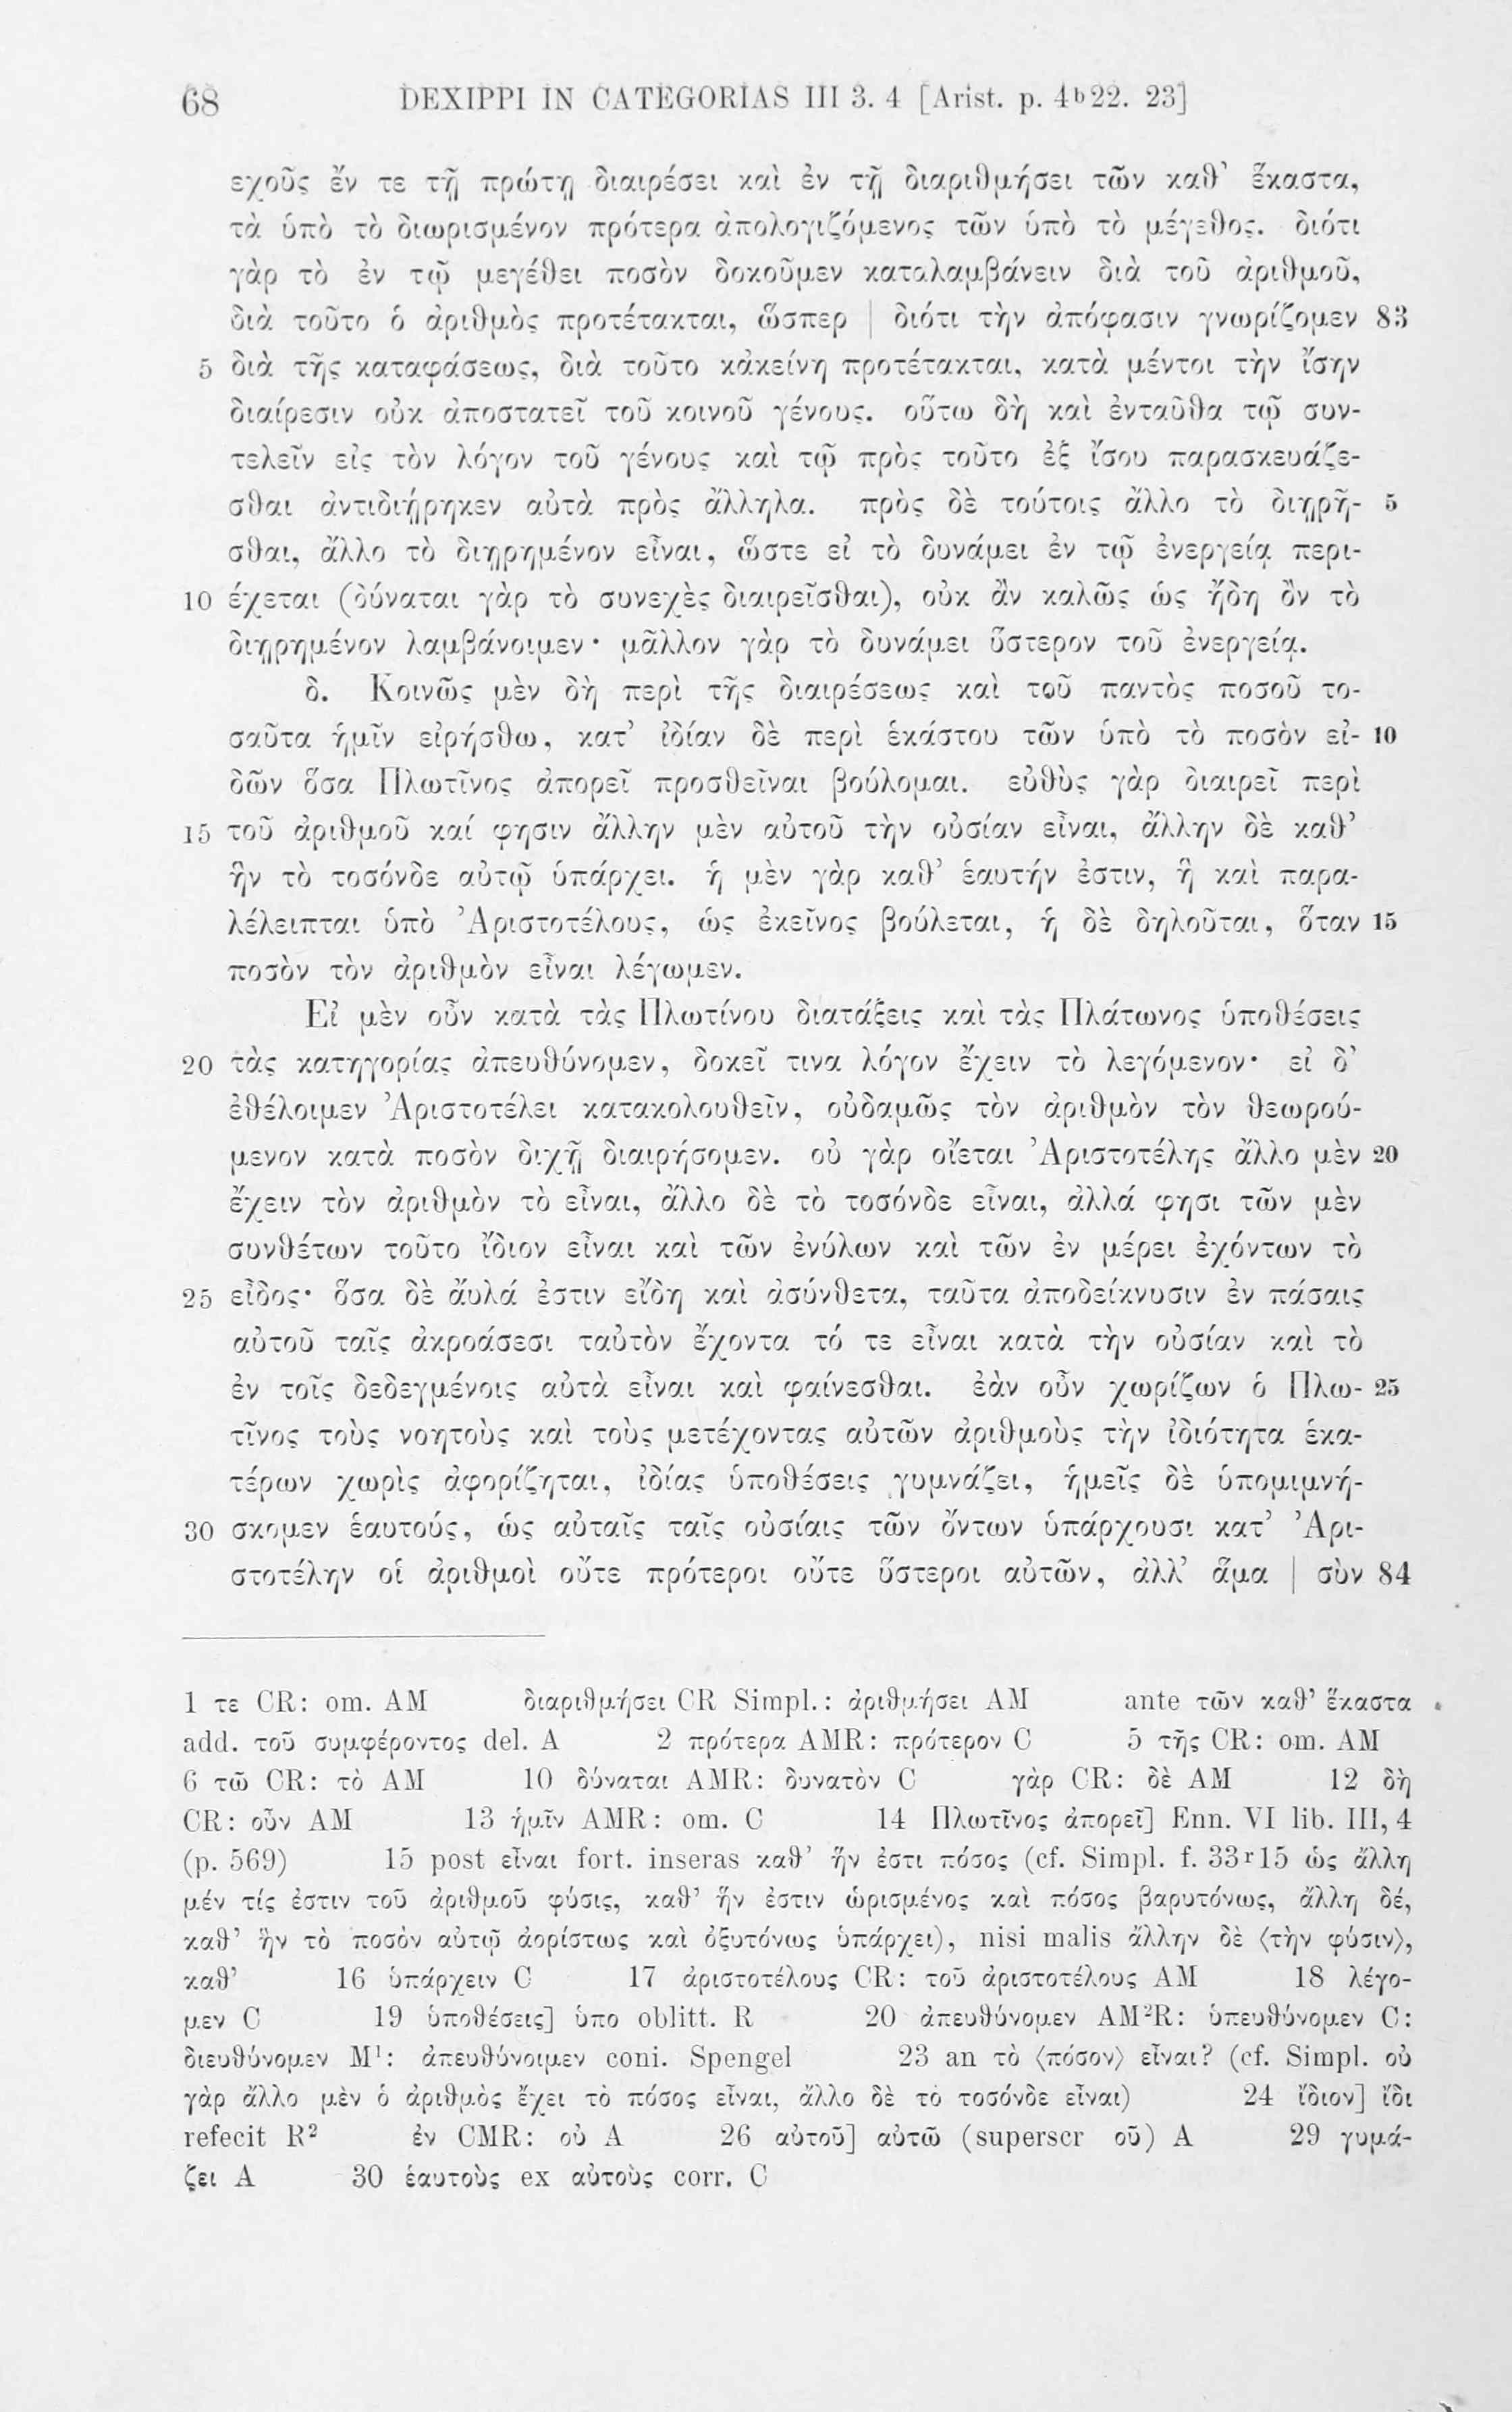 68 DEXIPPI IN CATEGORIAS III 3. 4 [Arist. p. 4ᵇ22. 23]
εχοῦς ἔν τε τῇ πρώτῃ διαιρέσει καὶ ἐν τῇ διαριθμήσει τῶν καθ’ ἕκαστα,
τὰ ὑπὸ τὸ διωρισμένον πρότερα ἀπολογιζόμενος τῶν ὑπὸ τὸ μέγεθος. διότι
γὰρ τὸ ἐν τῷ μεγέθει ποσὸν δοκοῦμεν καταλαμβάνειν διὰ τοῦ ἀριθμοῦ,
διὰ τοῦτο ὁ ἀριθμὸς προτέτακται, ὥσπερ | διότι τὴν ἀπόφασιν γνωρίζομεν 83
5 διὰ τῆς καταφάσεως, διὰ τοῦτο κἀκείνη προτέτακται, κατὰ μέντοι τὴν ἴσην
διαίρεσιν οὐκ ἀποστατεῖ τοῦ κοινοῦ γένους. οὕτω δὴ καὶ ἐνταῦθα τῷ συν-
τελεῖν εἰς τὸν λόγον τοῦ γένους καὶ τῷ πρὸς τοῦτο ἐξ ἴσου παρασκευάζε-
σθαι ἀντιδιῄρηκεν αὐτὰ πρὸς ἄλληλα. πρὸς δὲ τούτοις ἄλλο τὸ διῃρῆ- 5
σθαι, ἄλλο τὸ διῃρημένον εἶναι, ὥστε εἰ τὸ δυνάμει ἐν τῷ ἐνεργείᾳ περι-
10 έχεται (δύναται γὰρ τὸ συνεχὲς διαιρεῖσθαι), οὐκ ἂν καλῶς ὡς ἤδη ὂν τὸ
διῃρημένον λαμβάνοιμεν· μᾶλλον γὰρ τὸ δυνάμει ὕστερον τοῦ ἐνεργείᾳ.
δ. Κοινῶς μὲν δὴ περὶ τῆς διαιρέσεως καὶ τοῦ παντὸς ποσοῦ το-
σαῦτα ἡμῖν εἰρήσθω, κατ’ ἰδίαν δὲ περὶ ἑκάστου τῶν ὑπὸ τὸ ποσὸν εἰ- 10
δῶν ὅσα Πλωτῖνος ἀπορεῖ προσθεῖναι βούλομαι. εὐθὺς γὰρ διαιρεῖ περὶ
15 τοῦ ἀριθμοῦ καί φησιν ἄλλην μὲν αὐτοῦ τὴν οὐσίαν εἶναι, ἄλλην δὲ καθ’
ἣν τὸ τοσόνδε αὐτῷ ὑπάρχει. ἡ μὲν γὰρ καθ’ ἑαυτήν ἐστιν, ἣ καὶ παρα-
λέλειπται ὑπὸ Ἀριστοτέλους, ὡς ἐκεῖνος βούλεται, ἡ δὲ δηλοῦται, ὅταν 15
ποσὸν τὸν ἀριθμὸν εἶναι λέγωμεν.
Εἰ μὲν οὖν κατὰ τὰς Πλωτίνου διατάξεις καὶ τὰς Πλάτωνος ὑποθέσεις
20 τὰς κατηγορίας ἀπευθύνομεν, δοκεῖ τινα λόγον ἔχειν τὸ λεγόμενον· εἰ δ’
ἐθέλοιμεν Ἀριστοτέλει κατακολουθεῖν, οὐδαμῶς τὸν ἀριθμὸν τὸν θεωρού-
μενον κατὰ ποσὸν διχῇ διαιρήσομεν. οὐ γὰρ οἴεται Ἀριστοτέλης ἄλλο μὲν 20
ἔχειν τὸν ἀριθμὸν τὸ εἶναι, ἄλλο δὲ τὸ τοσόνδε εἶναι, ἀλλά φησι τῶν μὲν
συνθέτων τοῦτο ἴδιον εἶναι καὶ τῶν ἐνύλων καὶ τῶν ἐν μέρει ἐχόντων τὸ
25 εἶδος· ὅσα δὲ ἄυλά ἐστιν εἴδη καὶ ἀσύνθετα, ταῦτα ἀποδείκνυσιν ἐν πάσαις
αὐτοῦ ταῖς ἀκροάσεσι ταὐτὸν ἔχοντα τό τε εἶναι κατὰ τὴν οὐσίαν καὶ τὸ
ἐν τοῖς δεδεγμένοις αὐτὰ εἶναι καὶ φαίνεσθαι. ἐὰν οὖν χωρίζων ὁ Πλω- 25
τῖνος τοὺς νοητοὺς καὶ τοὺς μετέχοντας αὐτῶν ἀριθμοὺς τὴν ἰδιότητα ἑκα-
τέρων χωρὶς ἀφορίζηται, ἰδίας ὑποθέσεις γυμνάζει, ἡμεῖς δὲ ὑπομιμνή-
30 σκομεν ἑαυτούς, ὡς αὐταῖς ταῖς οὐσίαις τῶν ὄντων ὑπάρχουσι κατ’ Ἀρι-
στοτέλην οἱ ἀριθμοὶ οὔτε πρότεροι οὔτε ὕστεροι αὐτῶν, ἀλλ’ ἅμα | σὺν 84
1 τε CR: om. AM διαριθμήσει CR Simpl.: ἀριθμήσει AM ante τῶν καθ’ ἕκαστα
add. τοῦ συμφέροντος del. A 2 πρότερα AMR: πρότερον C 5 τῆς CR: om. AM
6 τῶ CR: τὸ AM 10 δύναται AMR: δυνατὸν C γὰρ CR: δὲ AM 12 δὴ
CR: οὖν AM 13 ἡμῖν AMR: om. C 14 Πλωτῖνος ἀπορεῖ] Enn. VI lib. III, 4
(p. 569) 15 post εἶναι fort. inseras καθ’ ἥν ἐστι πόσος (cf. Simpl. f. 33ʳ15 ὡς ἄλλη
μέν τίς ἐστιν τοῦ ἀριθμοῦ φύσις, καθ’ ἥν ἐστιν ὡρισμένος καὶ πόσος βαρυτόνως, ἄλλη δέ,
καθ’ ἣν τὸ ποσὸν αὐτῷ ἀορίστως καὶ ὀξυτόνως ὑπάρχει), nisi malis ἄλλην δὲ ⟨τὴν φύσιν⟩,
καθ’ 16 ὑπάρχειν C 17 ἀριστοτέλους CR: τοῦ ἀριστοτέλους AM 18 λέγο-
μεν C 19 ὑποθέσεις] ὑπο oblitt. R 20 ἀπευθύνομεν AM²R: ὑπευθύνομεν C:
διευθύνομεν M¹: ἀπευθύνοιμεν coni. Spengel 23 an τὸ ⟨πόσον⟩ εἶναι? (cf. Simpl. οὐ
γὰρ ἄλλο μὲν ὁ ἀριθμὸς ἔχει τὸ πόσος εἶναι, ἄλλο δὲ τὸ τοσόνδε εἶναι) 24 ἴδιον] ἴδι
refecit R² ἐν CMR: οὐ A 26 αὐτοῦ] αὐτῶ (superscr οῦ) A 29 γυμά-
ζει A 30 ἑαυτοὺς ex αὐτοὺς corr. C